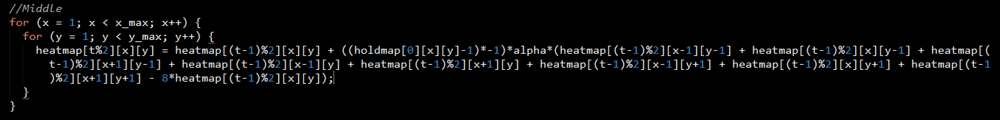 //Middle
for (x = 1; x < x_max; x++) {
for (y = 1; y < y_max; y++) {
heatmap[t%2][x][y] = heatmap[(t-1)%2][x][y] + ((holdmap[0][x][y]-1)*-1)*alpha*(heatmap[(t-1)%2][x-1][y-1] + heatmap[(t-1)%2][x][y-1] + heatmap[(
t-1)%2][x+1][y-1] + heatmap[(t-1)%2][x-1][y] + heatmap[(t-1)%2][x+1][y] + heatmap[(t-1)%2][x-1][y+1] + heatmap[(t-1)%2][x][y+1] + heatmap[(t-1
)%2][x+1][y+1] - 8*heatmap[(t-1)%2][x][y]);
}
}